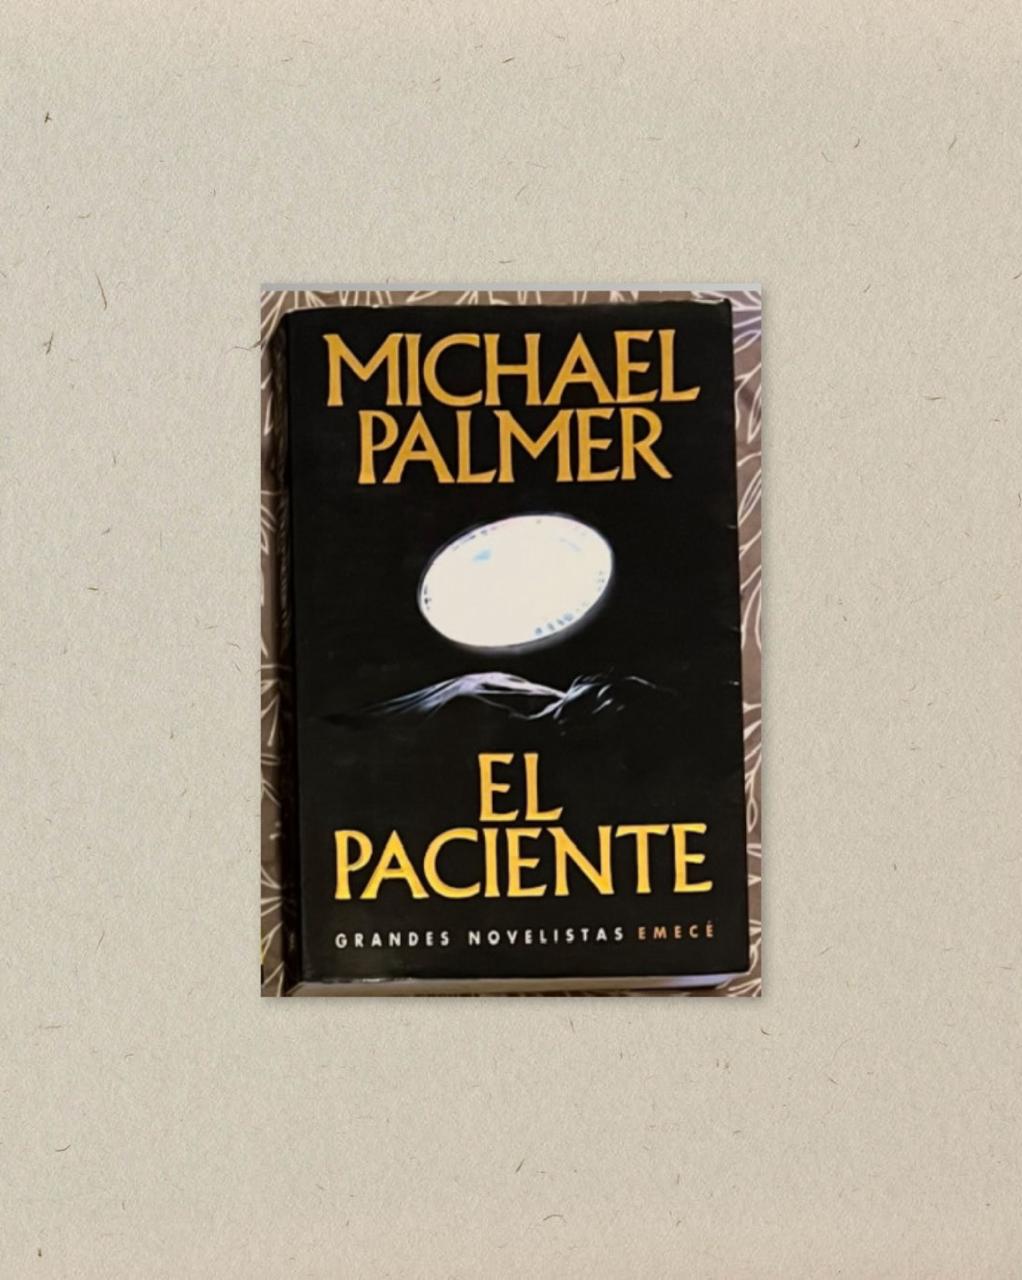 MICHAEL
PALMER
EL
PACIENTE
GRANDES NOVELISTAS EMECÉ